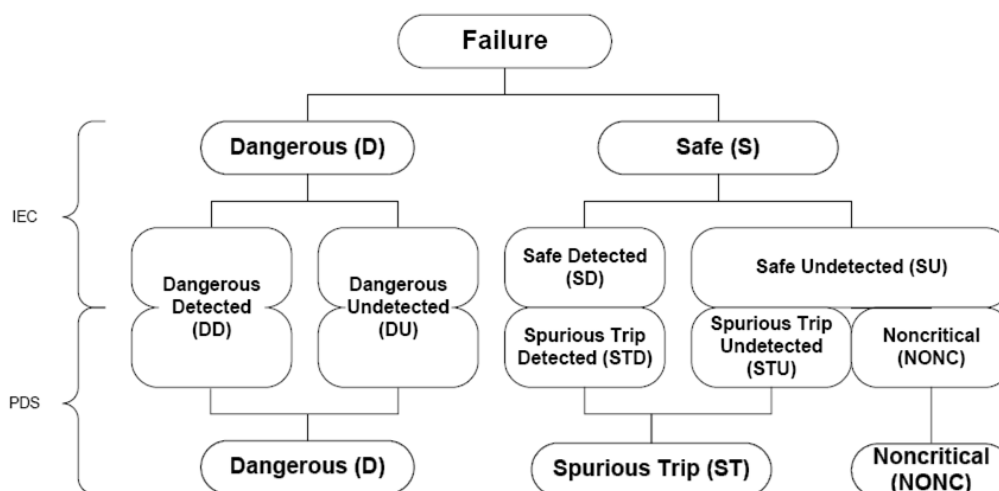 Failure
Dangerous (D)
Safe (S)
IEC
Dangerous
Detected
(DD)
Dangerous
Undetected
(DU)
Safe Detected
(SD)
Safe Undetected (SU)
Spurious Trip
Detected (STD)
Spurious Trip
Undetected
(STU)
Noncritical
(NONC)
PDS
Dangerous (D)
Spurious Trip (ST)
Noncritical
(NONC)